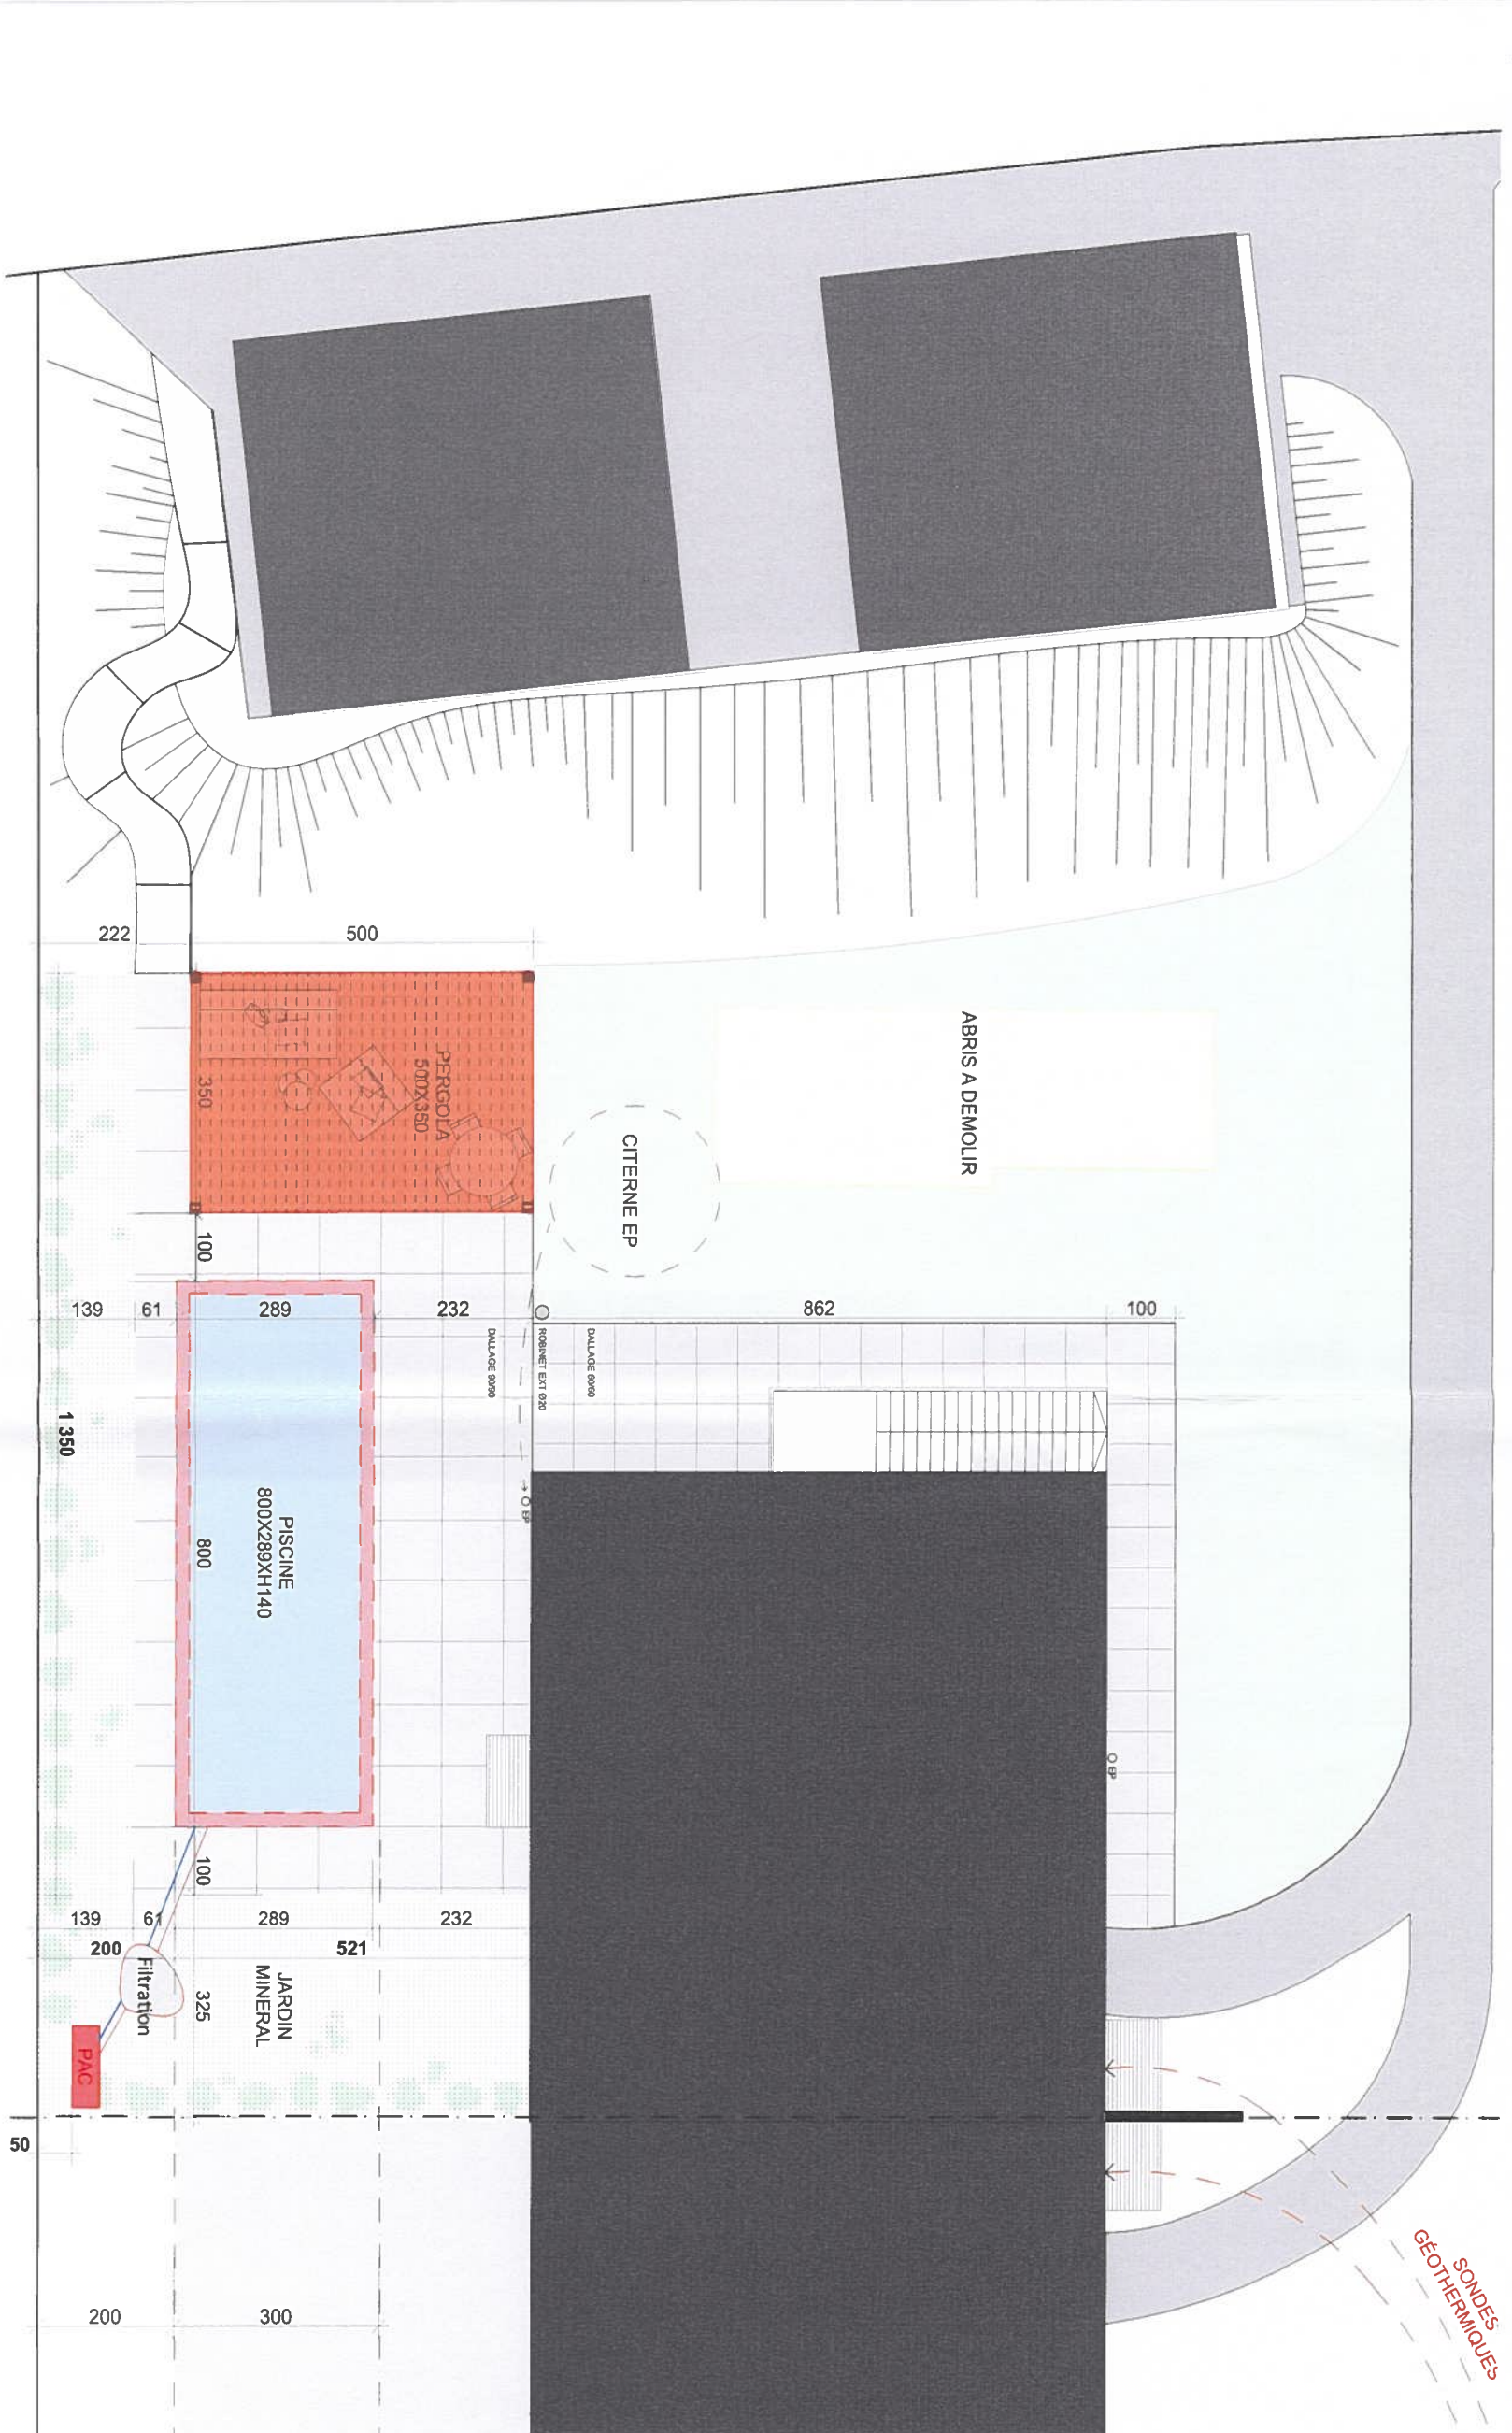 222
500
ABRIS A DEMOLIR
PERGOLA
500X350
350
CITERNE EP
100
139
61
289
232
862
100
DALLAGE 90/90
ROBINET EXT Ø20
DALLAGE 60/60
1 350
EP
PISCINE
800X289XH140
800
EP
100
139
61
289
232
200
521
Filtration
325
JARDIN
MINERAL
PAC
50
SONDES
GÉOTHERMIQUES
200
300